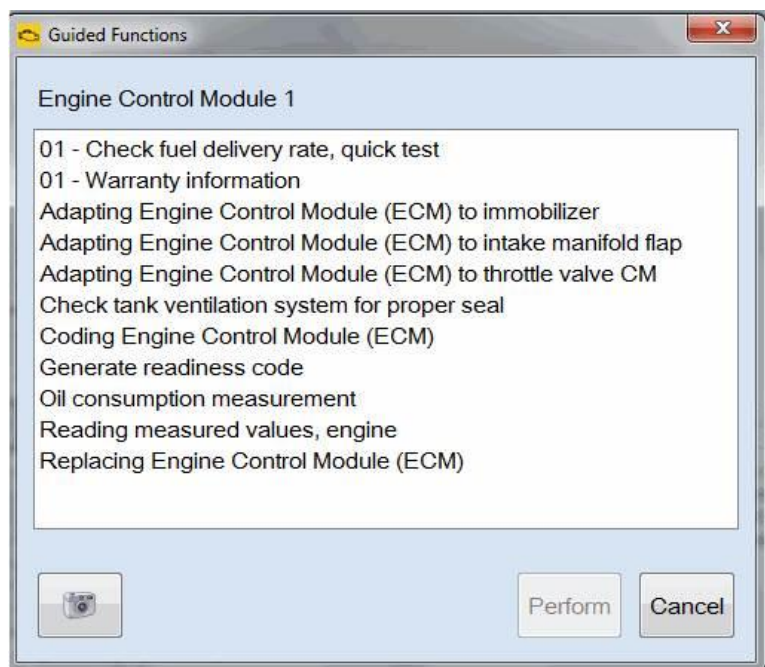 Guided Functions
Engine Control Module 1
01 - Check fuel delivery rate, quick test
01 - Warranty information
Adapting Engine Control Module (ECM) to immobilizer
Adapting Engine Control Module (ECM) to intake manifold flap
Adapting Engine Control Module (ECM) to throttle valve CM
Check tank ventilation system for proper seal
Coding Engine Control Module (ECM)
Generate readiness code
Oil consumption measurement
Reading measured values, engine
Replacing Engine Control Module (ECM)
Perform Cancel